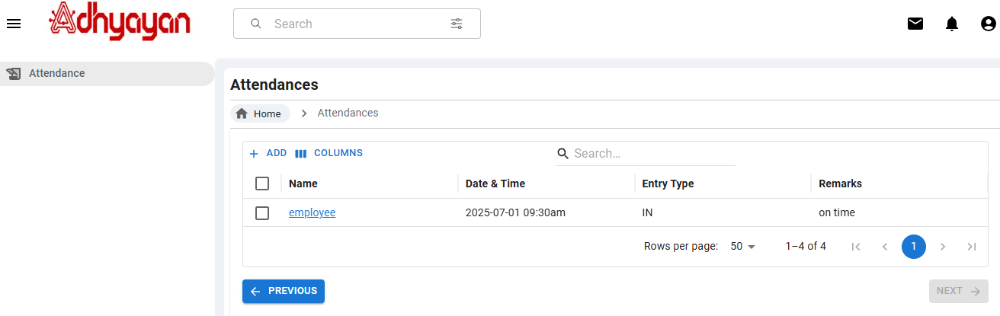 Adhyayan
Search
Attendance
Attendances
Home > Attendances
+ ADD COLUMNS Search...
Name Date & Time Entry Type Remarks
employee 2025-07-01 09:30am IN on time
Rows per page: 50 1–4 of 4 1
PREVIOUS NEXT